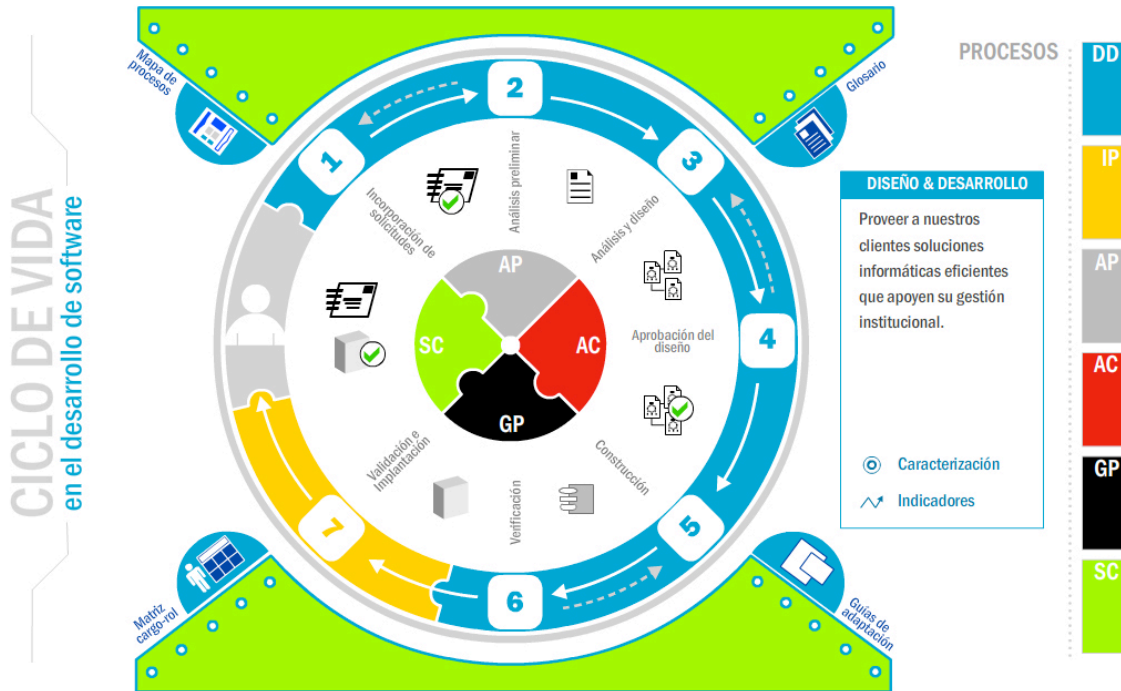 CICLO DE VIDA
en el desarrollo de software
Mapa de
procesos
Glosario
Matriz
cargo-rol
Guías de
adaptación
1
2
3
4
5
6
7
Incorporación de
solicitudes
Análisis preliminar
Análisis y diseño
Aprobación del
diseño
Construcción
Verificación
Validación e
Implantación
AP
AC
GP
SC
PROCESOS
DISEÑO & DESARROLLO
Proveer a nuestros
clientes soluciones
informáticas eficientes
que apoyen su gestión
institucional.
Caracterización
Indicadores
DD
IP
AP
AC
GP
SC